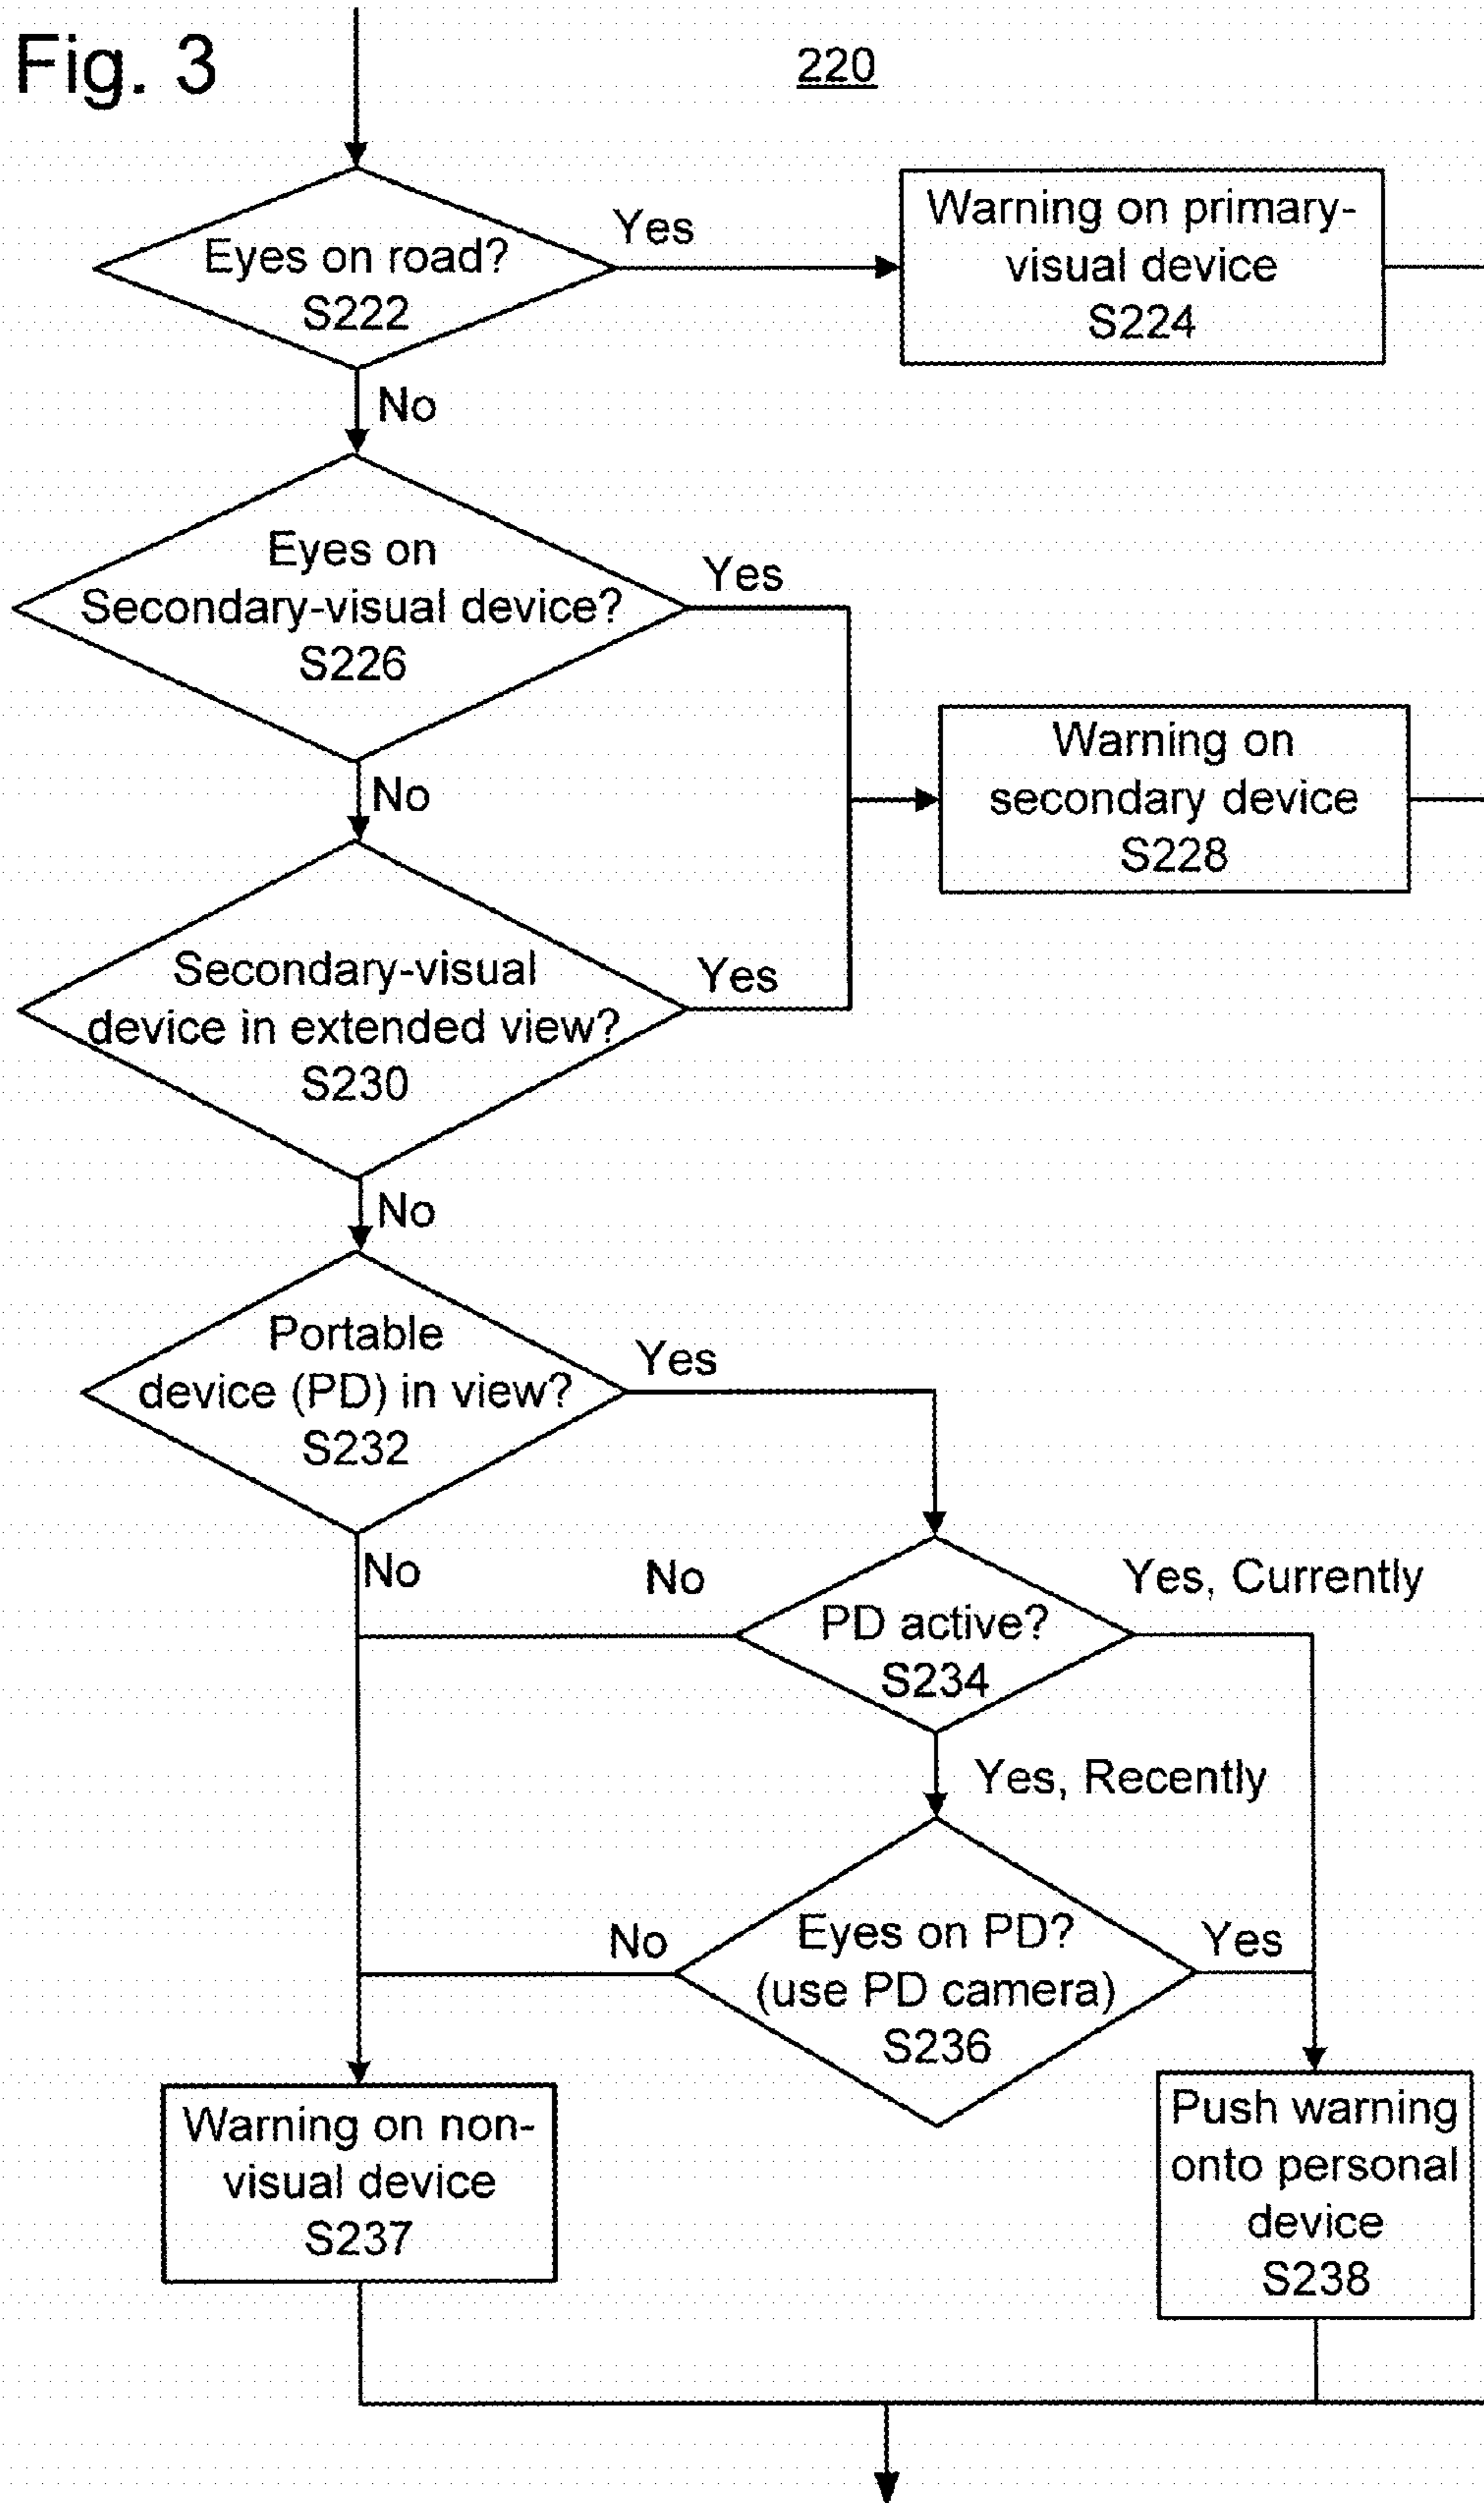 Fig. 3
220
Eyes on road?
S222
Yes
Warning on primary-
visual device
S224
No
Eyes on
Secondary-visual device?
S226
Yes
Warning on
secondary device
S228
No
Secondary-visual
device in extended view?
S230
Yes
No
Portable
device (PD) in view?
S232
Yes
No
No
PD active?
S234
Yes, Currently
Yes, Recently
No
Eyes on PD?
(use PD camera)
S236
Yes
Warning on non-
visual device
S237
Push warning
onto personal
device
S238